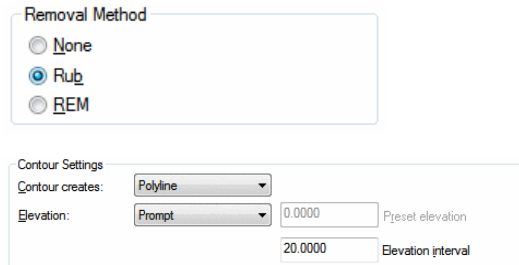 Removal Method
None
Rub
REM
Contour Settings
Contour creates: Polyline
Elevation: Prompt 0.0000 Preset elevation
20.0000 Elevation interval